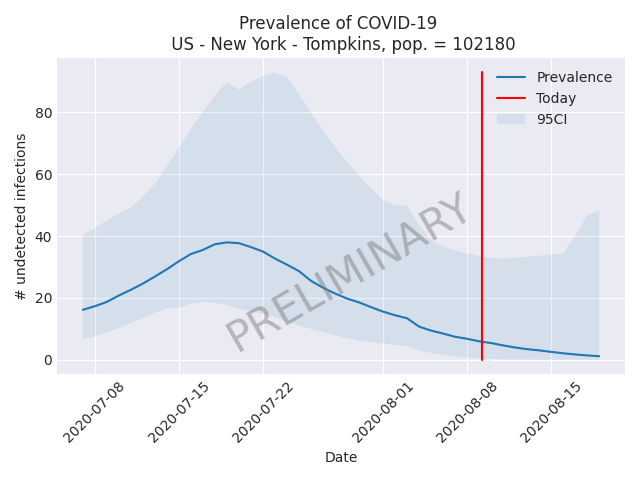 Prevalence of COVID-19
US - New York - Tompkins, pop. = 102180
Prevalence
Today
95CI
# undetected infections
80
60
40
20
0
PRELIMINARY
2020-07-08
2020-07-15
2020-07-22
2020-08-01
2020-08-08
2020-08-15
Date